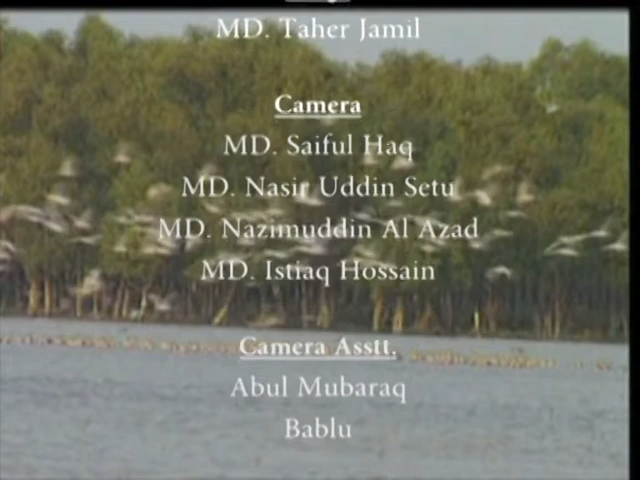 MD. Taher Jamil
Camera
MD. Saiful Haq
MD. Nasir Uddin Setu
MD. Nazimuddin Al Azad
MD. Istiaq Hossain
Camera Asstt.
Abul Mubaraq
Bablu